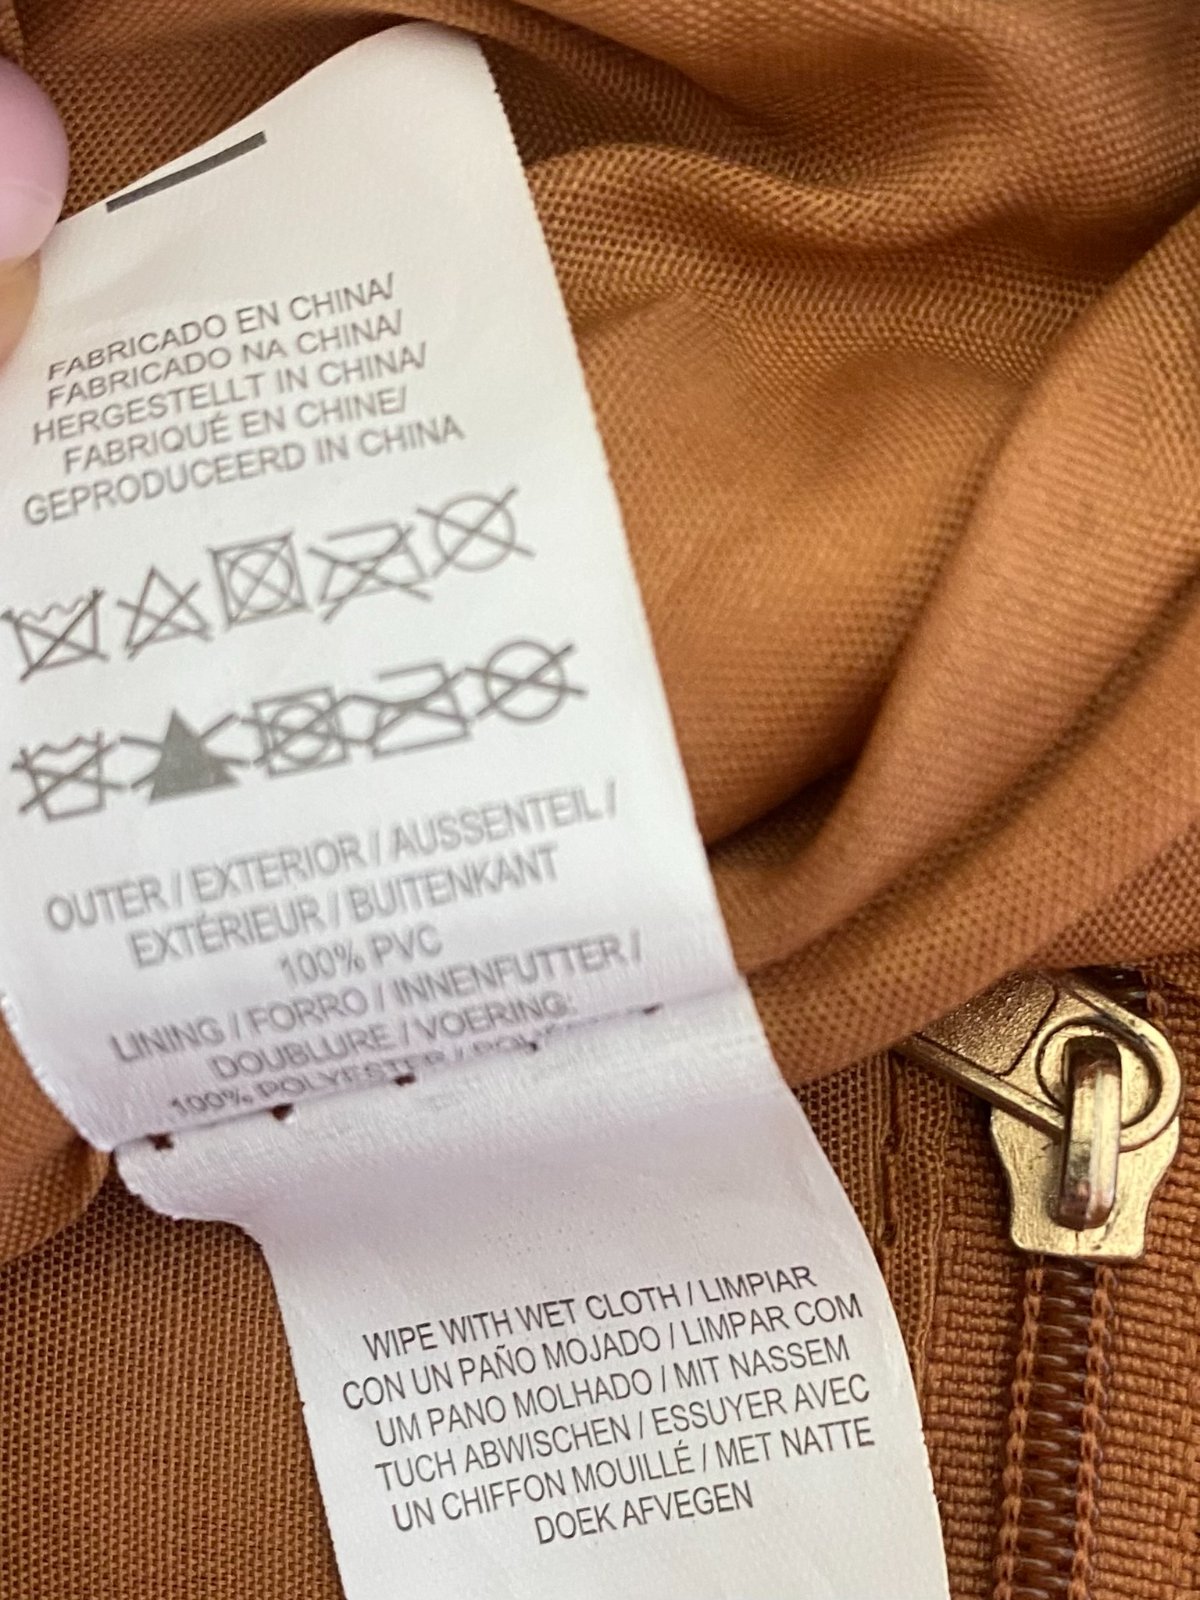 FABRICADO EN CHINA/
FABRICADO NA CHINA/
HERGESTELLT IN CHINA/
FABRIQUÉ EN CHINE/
GEPRODUCEERD IN CHINA
OUTER / EXTERIOR / AUSSENTEIL /
EXTÉRIEUR / BUITENKANT
100% PVC
LINING / FORRO / INNENFUTTER /
DOUBLURE / VOERING:
100% POLYESTER /
WIPE WITH WET CLOTH / LIMPIAR
CON UN PAÑO MOJADO / LIMPAR COM
UM PANO MOLHADO / MIT NASSEM
TUCH ABWISCHEN / ESSUYER AVEC
UN CHIFFON MOUILLÉ / MET NATTE
DOEK AFVEGEN